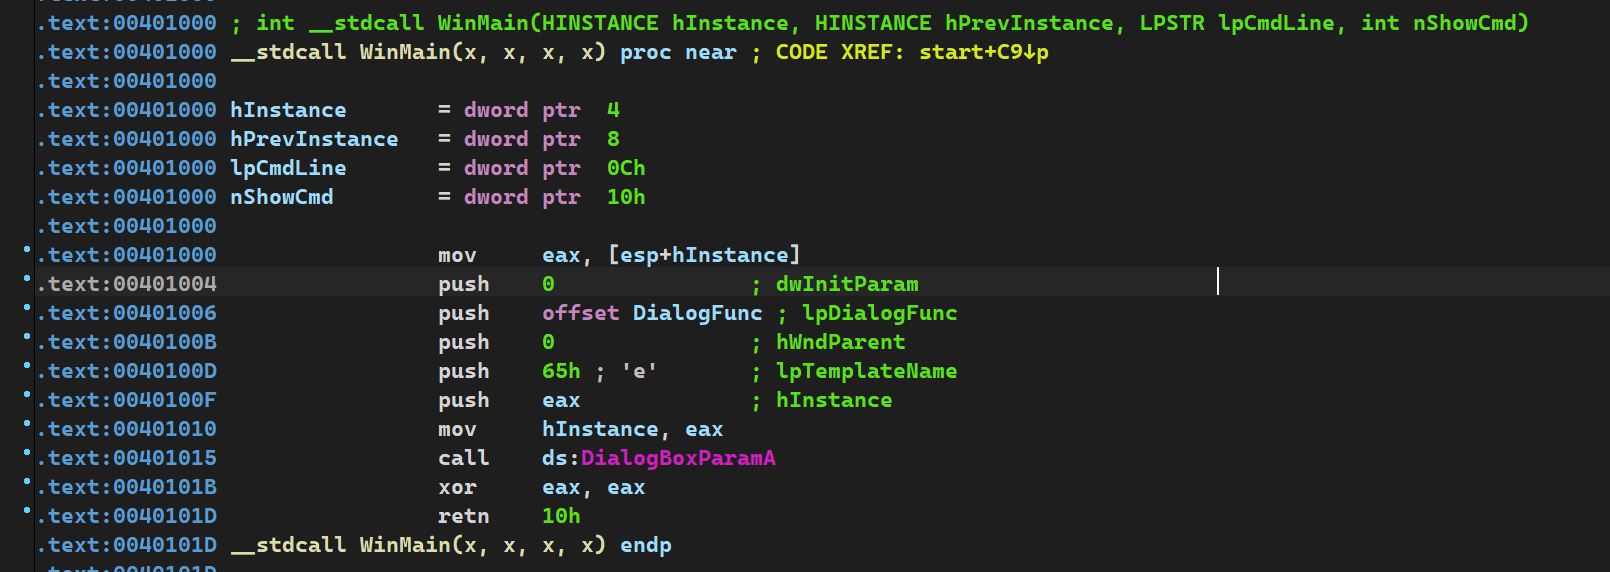 .text:00401000
.text:00401000 ; int __stdcall WinMain(HINSTANCE hInstance, HINSTANCE hPrevInstance, LPSTR lpCmdLine, int nShowCmd)
.text:00401000 __stdcall WinMain(x, x, x, x) proc near ; CODE XREF: start+C9↓p
.text:00401000
.text:00401000 hInstance       = dword ptr  4
.text:00401000 hPrevInstance   = dword ptr  8
.text:00401000 lpCmdLine       = dword ptr  0Ch
.text:00401000 nShowCmd        = dword ptr  10h
.text:00401000
.text:00401000                 mov     eax, [esp+hInstance]
.text:00401004                 push    0               ; dwInitParam
.text:00401006                 push    offset DialogFunc ; lpDialogFunc
.text:0040100B                 push    0               ; hWndParent
.text:0040100D                 push    65h ; 'e'       ; lpTemplateName
.text:0040100F                 push    eax             ; hInstance
.text:00401010                 mov     hInstance, eax
.text:00401015                 call    ds:DialogBoxParamA
.text:0040101B                 xor     eax, eax
.text:0040101D                 retn    10h
.text:0040101D __stdcall WinMain(x, x, x, x) endp
.text:0040101D